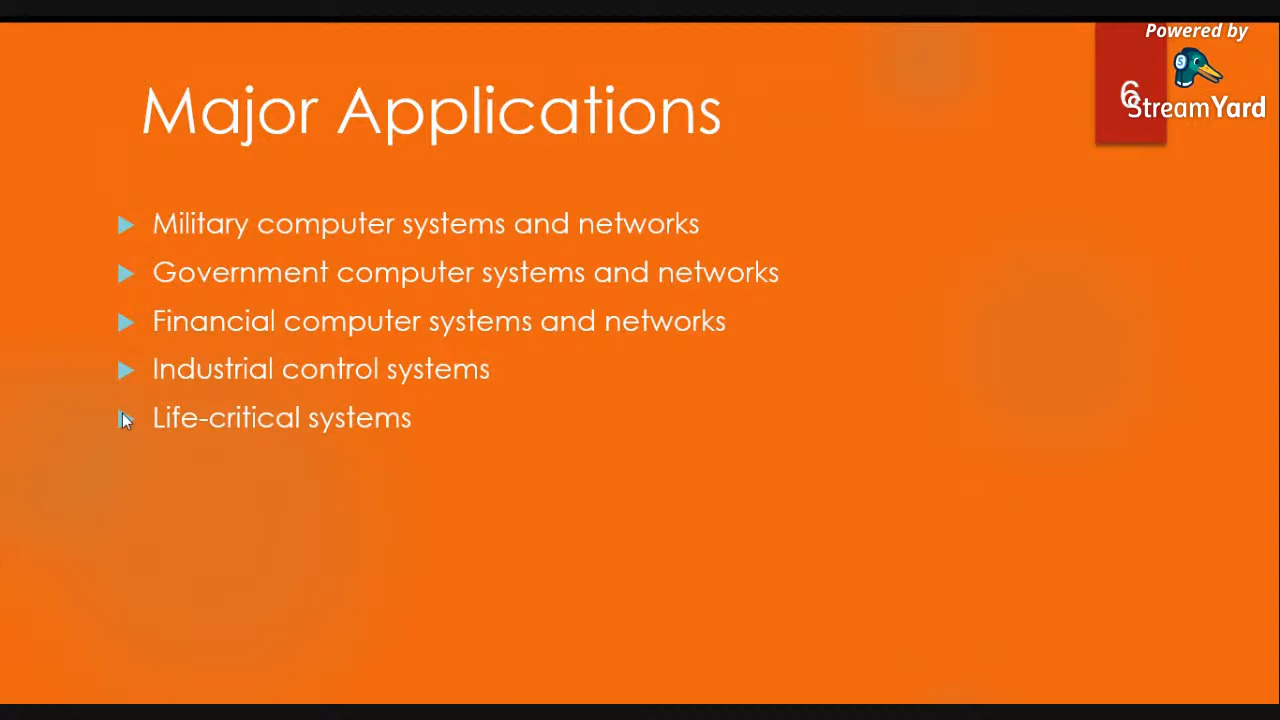 Powered by
6
StreamYard
Major Applications
Military computer systems and networks
Government computer systems and networks
Financial computer systems and networks
Industrial control systems
Life-critical systems